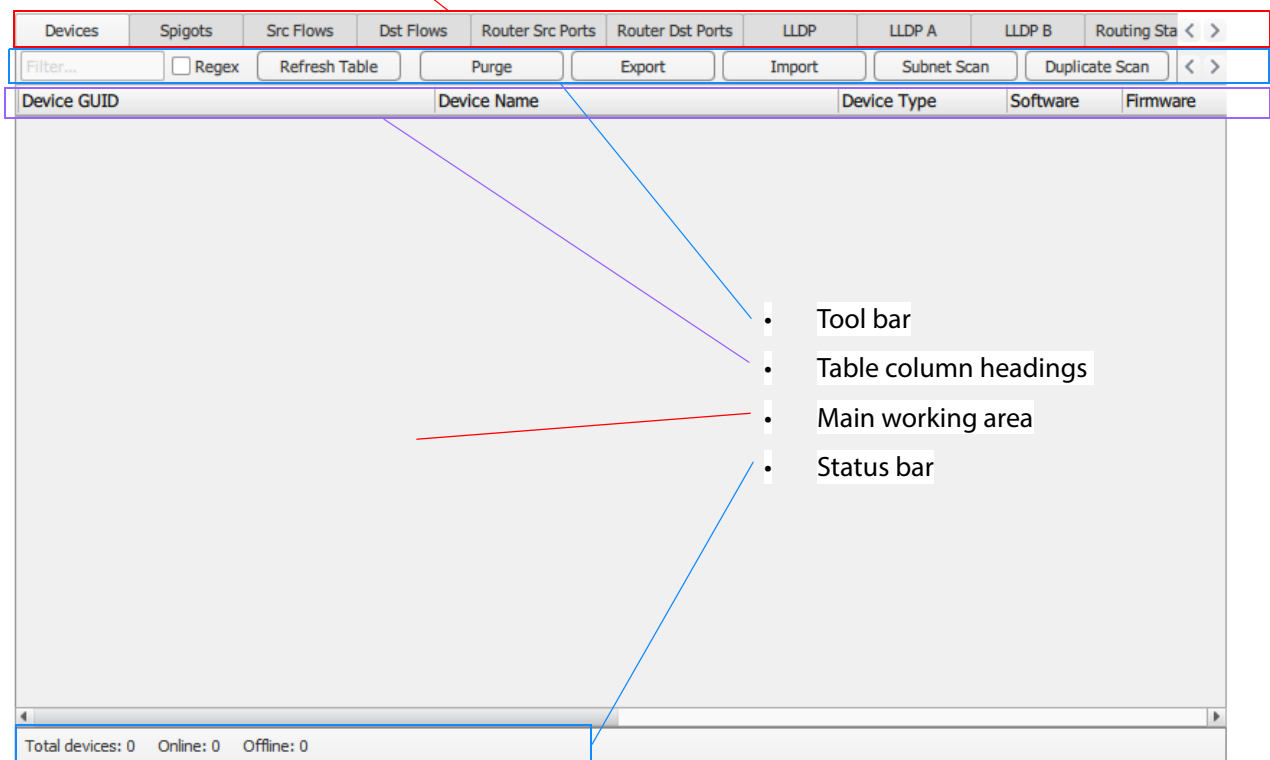 Devices Spigots Src Flows Dst Flows Router Src Ports Router Dst Ports LLDP LLDP A LLDP B Routing Sta
Filter... Regex Refresh Table Purge Export Import Subnet Scan Duplicate Scan
Device GUID Device Name Device Type Software Firmware
• Tool bar
• Table column headings
• Main working area
• Status bar
Total devices: 0 Online: 0 Offline: 0